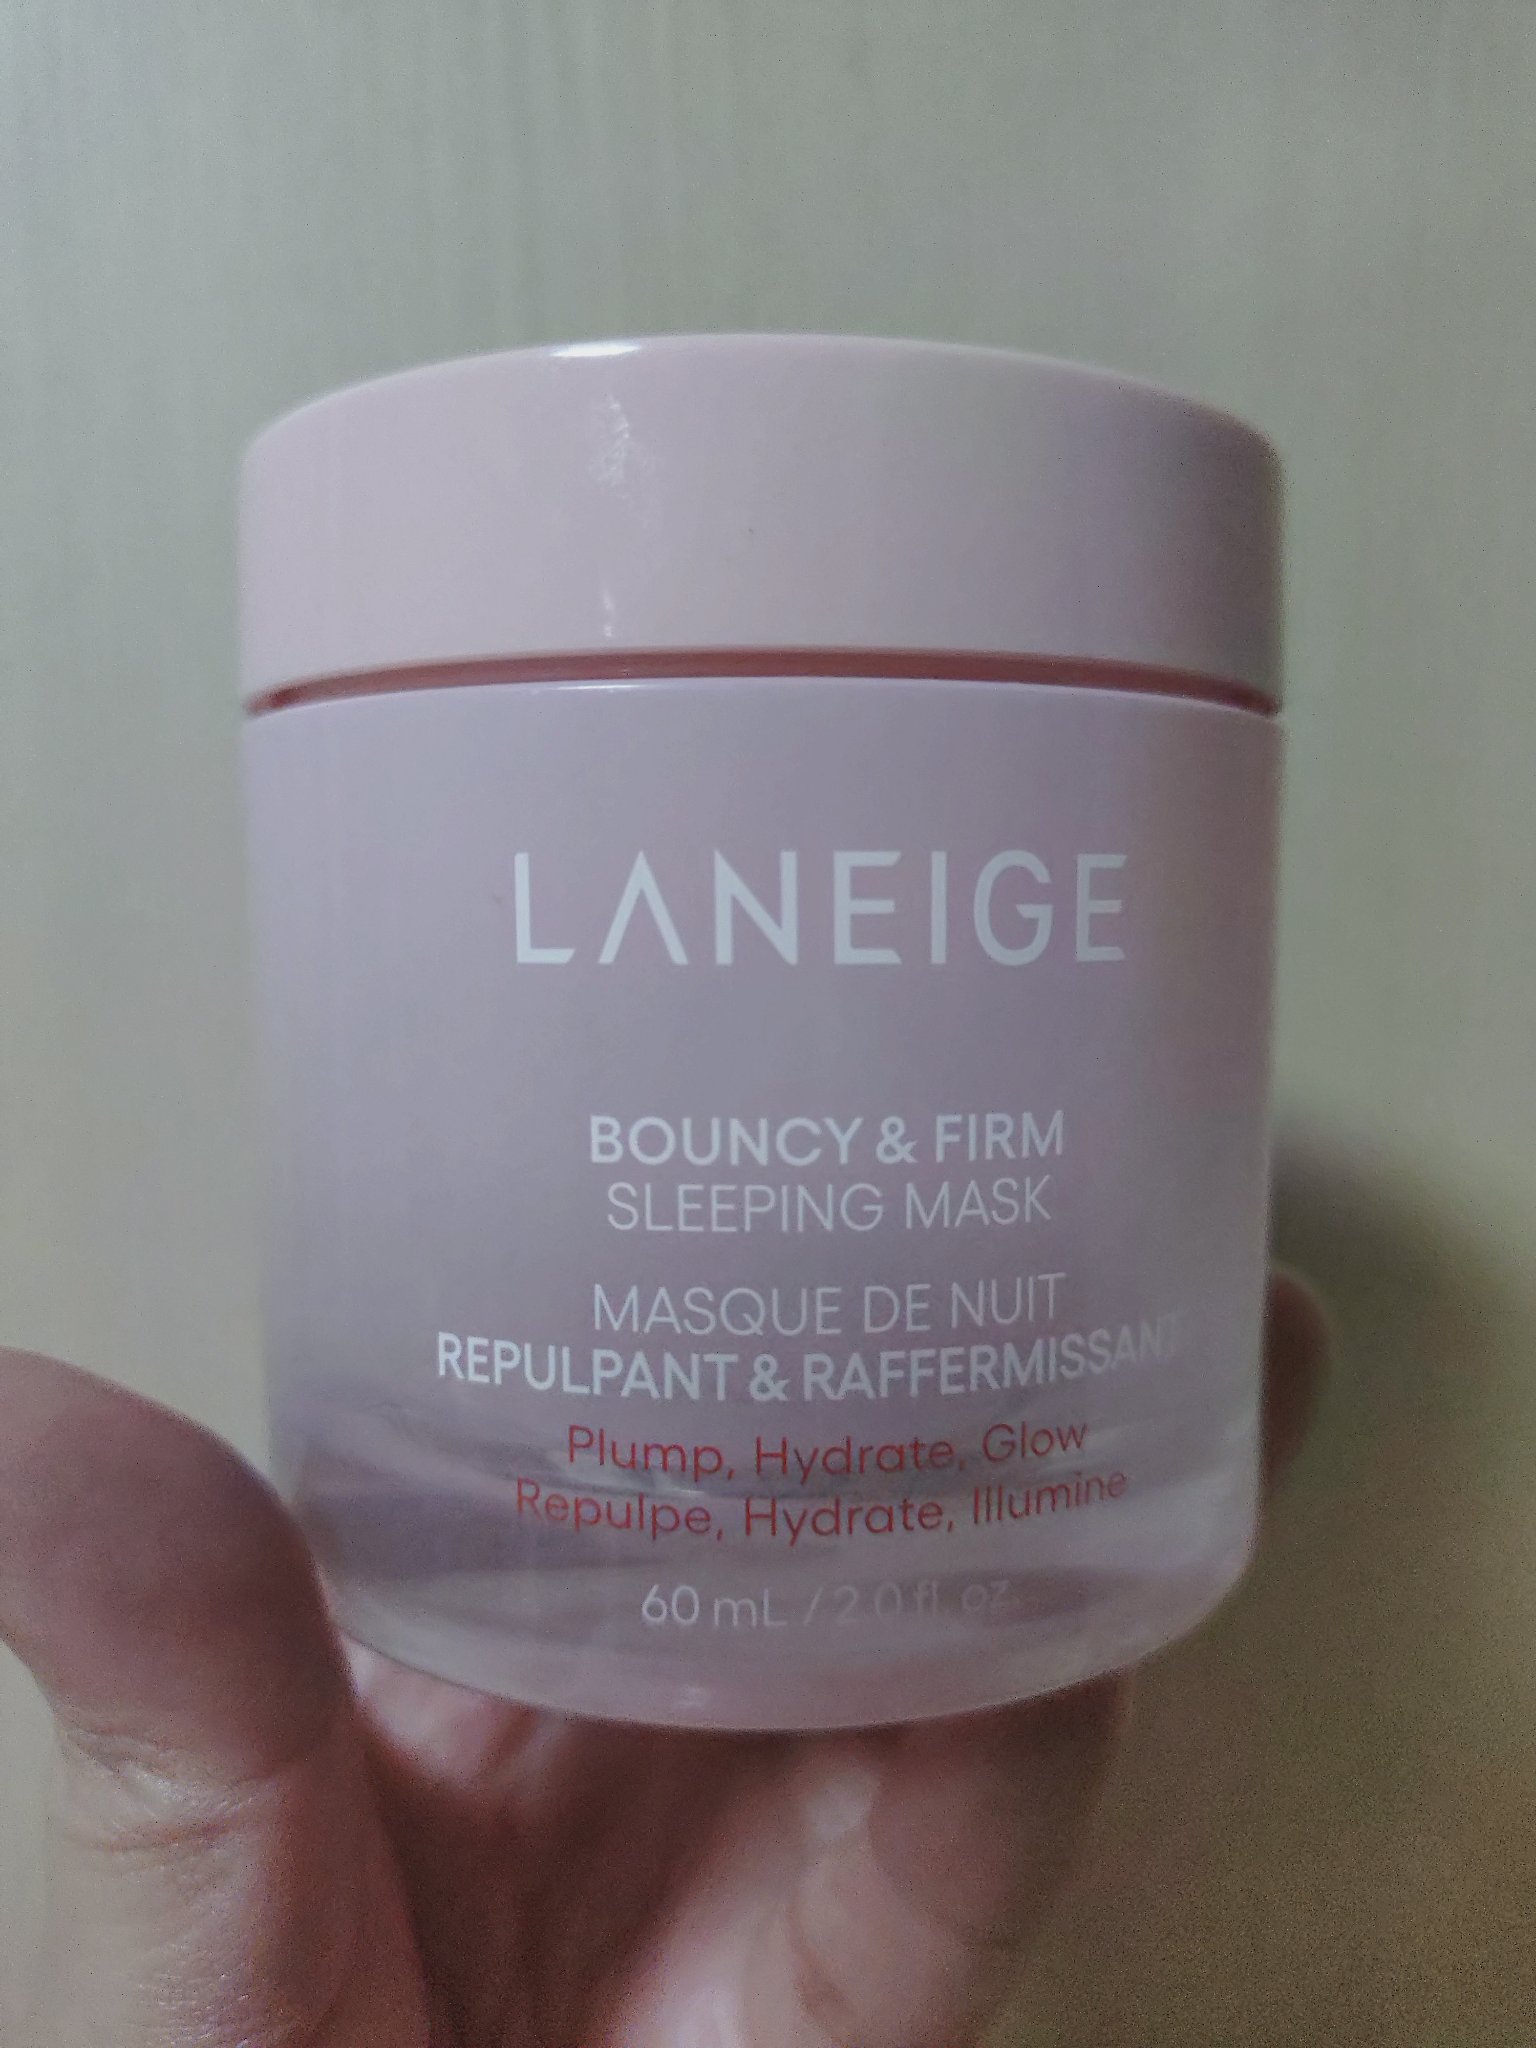 LANEIGE
BOUNCY & FIRM
SLEEPING MASK
MASQUE DE NUIT
REPULPANT & RAFFERMISSANT
Plump, Hydrate, Glow
Repulpe, Hydrate, Illumine
60 mL / 2.0 fl. oz.